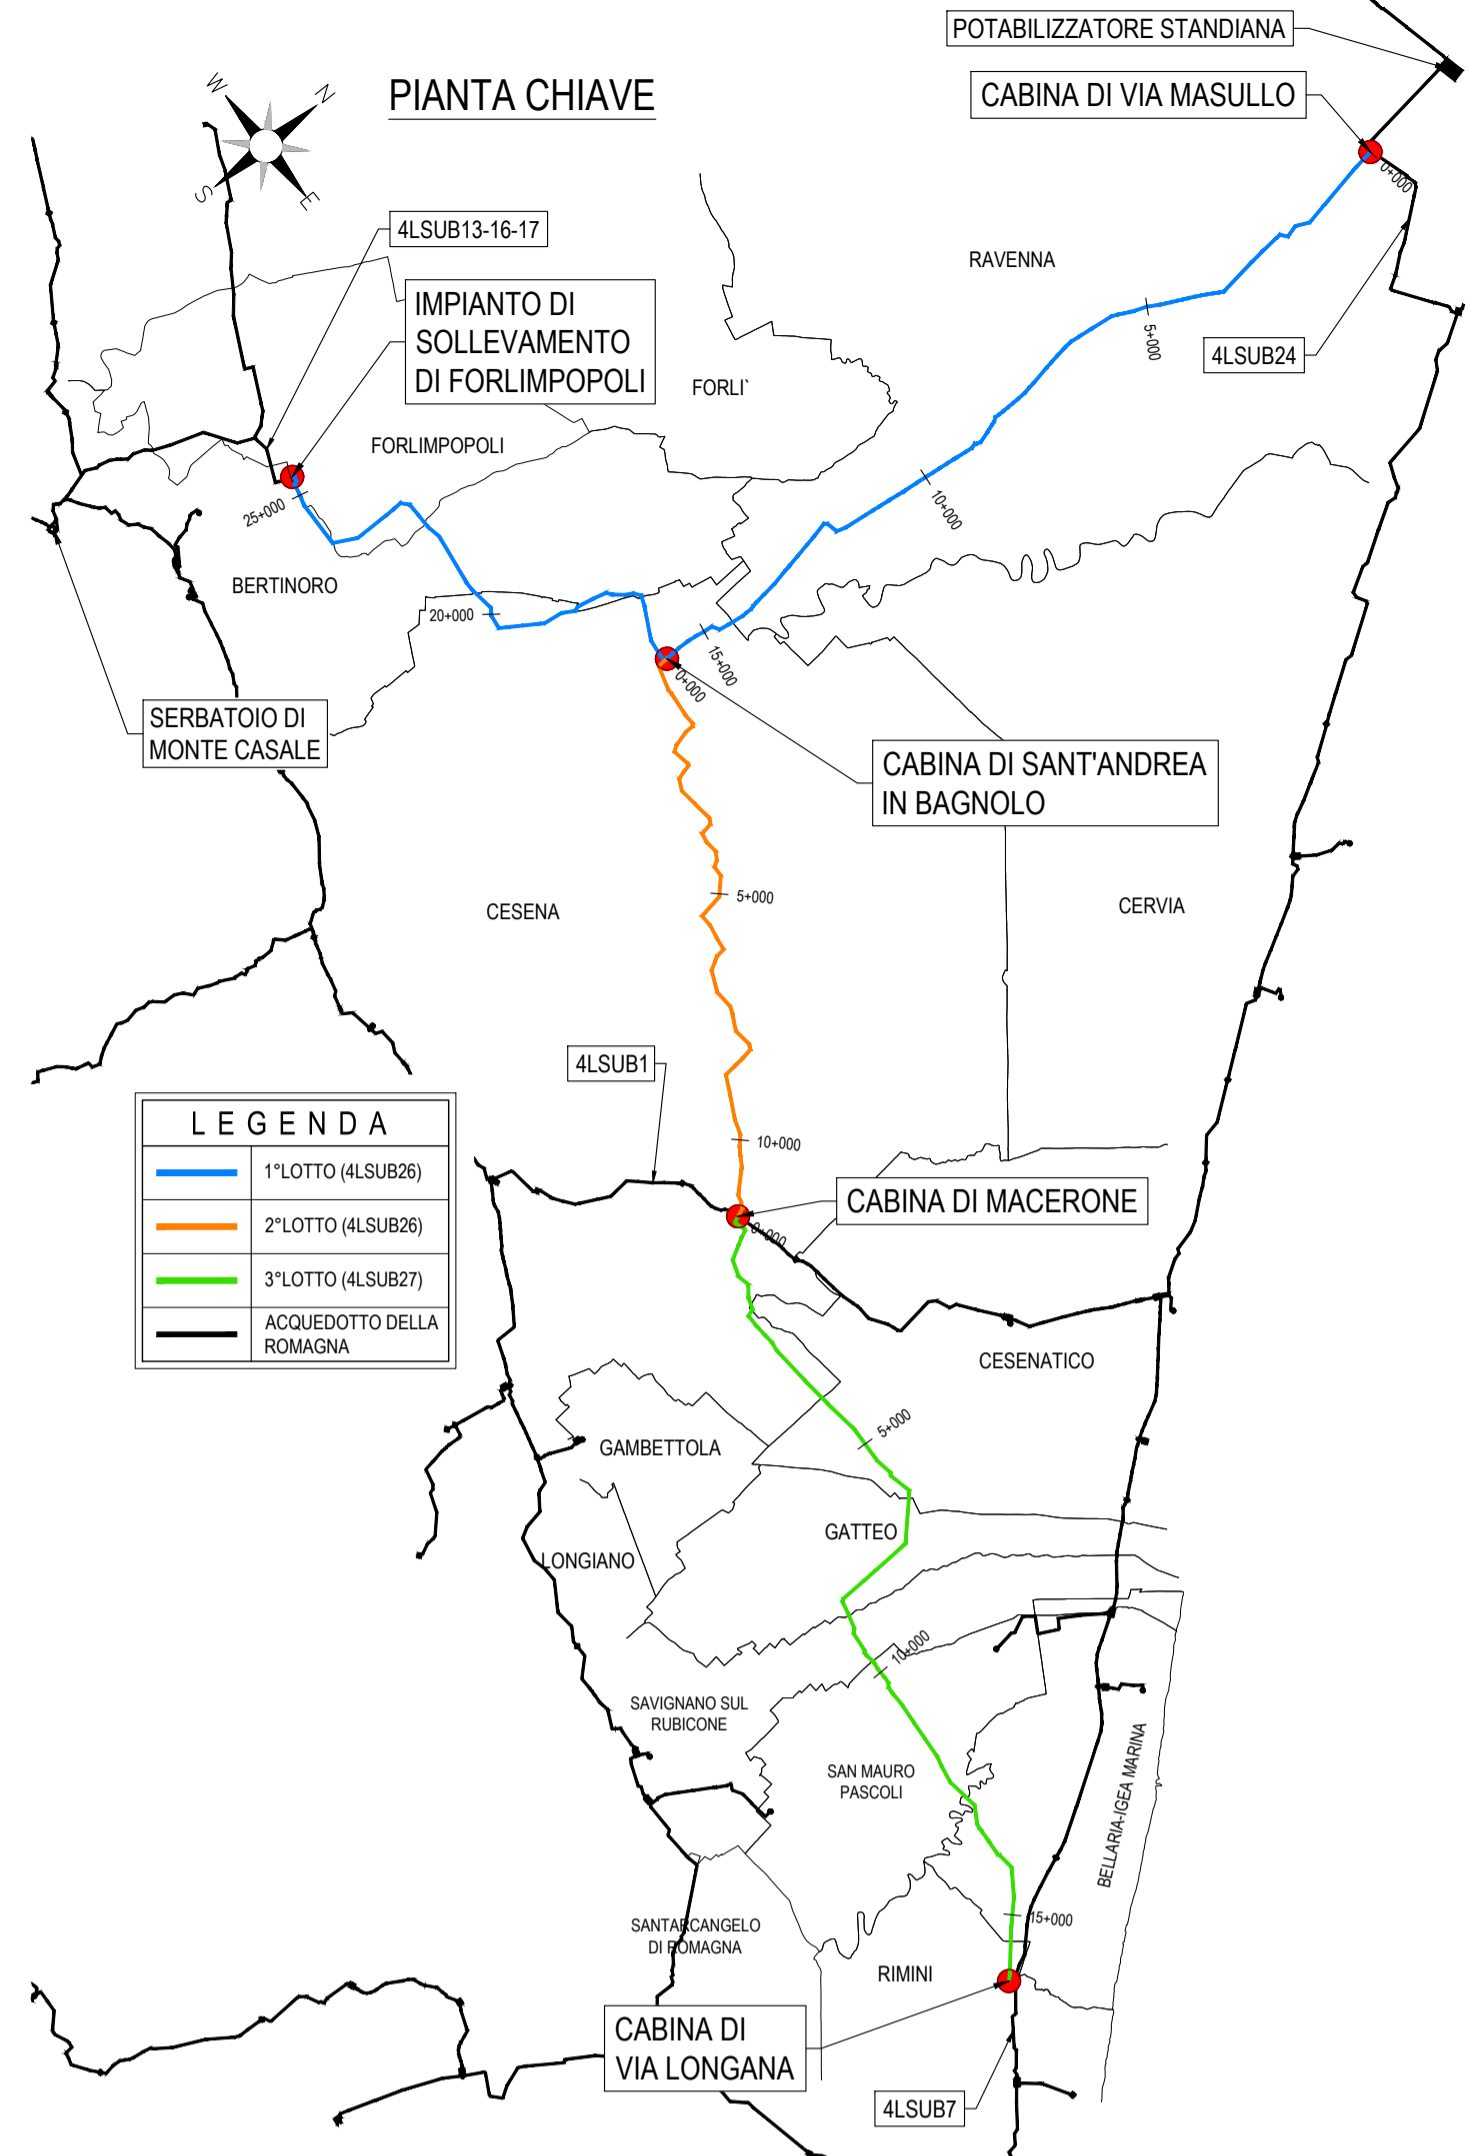 POTABILIZZATORE STANDIANA
PIANTA CHIAVE
CABINA DI VIA MASULLO
W
N
S
E
0+000
4LSUB13-16-17
RAVENNA
IMPIANTO DI
SOLLEVAMENTO
DI FORLIMPOPOLI
5+000
4LSUB24
FORLI`
FORLIMPOPOLI
10+000
25+000
BERTINORO
20+000
15+000
0+000
SERBATOIO DI
MONTE CASALE
CABINA DI SANT'ANDREA
IN BAGNOLO
5+000
CESENA
CERVIA
4LSUB1
LEGENDA
1°LOTTO (4LSUB26)
2°LOTTO (4LSUB26)
3°LOTTO (4LSUB27)
ACQUEDOTTO DELLA
ROMAGNA
10+000
CABINA DI MACERONE
0+000
CESENATICO
5+000
GAMBETTOLA
GATTEO
LONGIANO
10+000
SAVIGNANO SUL
RUBICONE
SAN MAURO
PASCOLI
BELLARIA-IGEA MARINA
15+000
SANTARCANGELO
DI ROMAGNA
RIMINI
CABINA DI
VIA LONGANA
4LSUB7